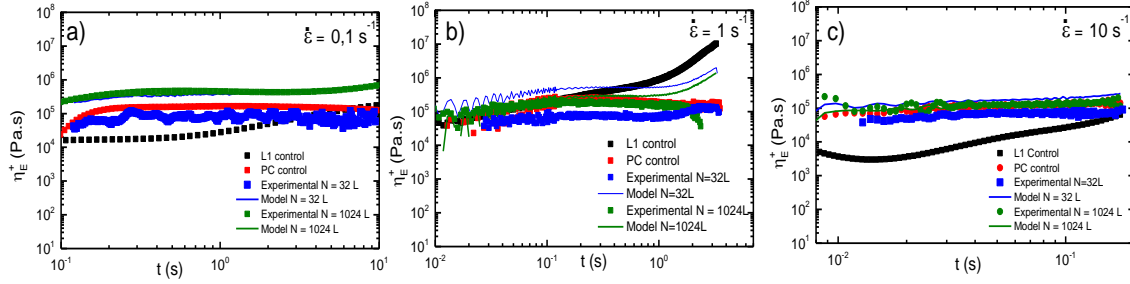 a)
ε̇ = 0,1 s⁻¹
η_E⁺ (Pa.s)
10⁸
10⁷
10⁶
10⁵
10⁴
10³
10²
10¹
L1 control
PC control
Experimental N = 32 L
Model N = 32 L
Experimental N = 1024 L
Model N = 1024 L
10⁻¹
10⁰
10¹
t (s)
b)
ε̇ = 1 s⁻¹
η_E⁺ (Pa.s)
10⁸
10⁷
10⁶
10⁵
10⁴
10³
10²
10¹
L1 control
PC control
Experimental N=32L
Model N=32L
Experimental N = 1024L
Model N=1024L
10⁻²
10⁻¹
10⁰
t (s)
c)
ε̇ = 10 s⁻¹
η_E⁺ (Pa.s)
10⁸
10⁷
10⁶
10⁵
10⁴
10³
10²
10¹
L1 control
PC control
Experimental N=32L
Model N = 32 L
Experimental N = 1024 L
Model N = 1024 L
10⁻²
10⁻¹
t (s)